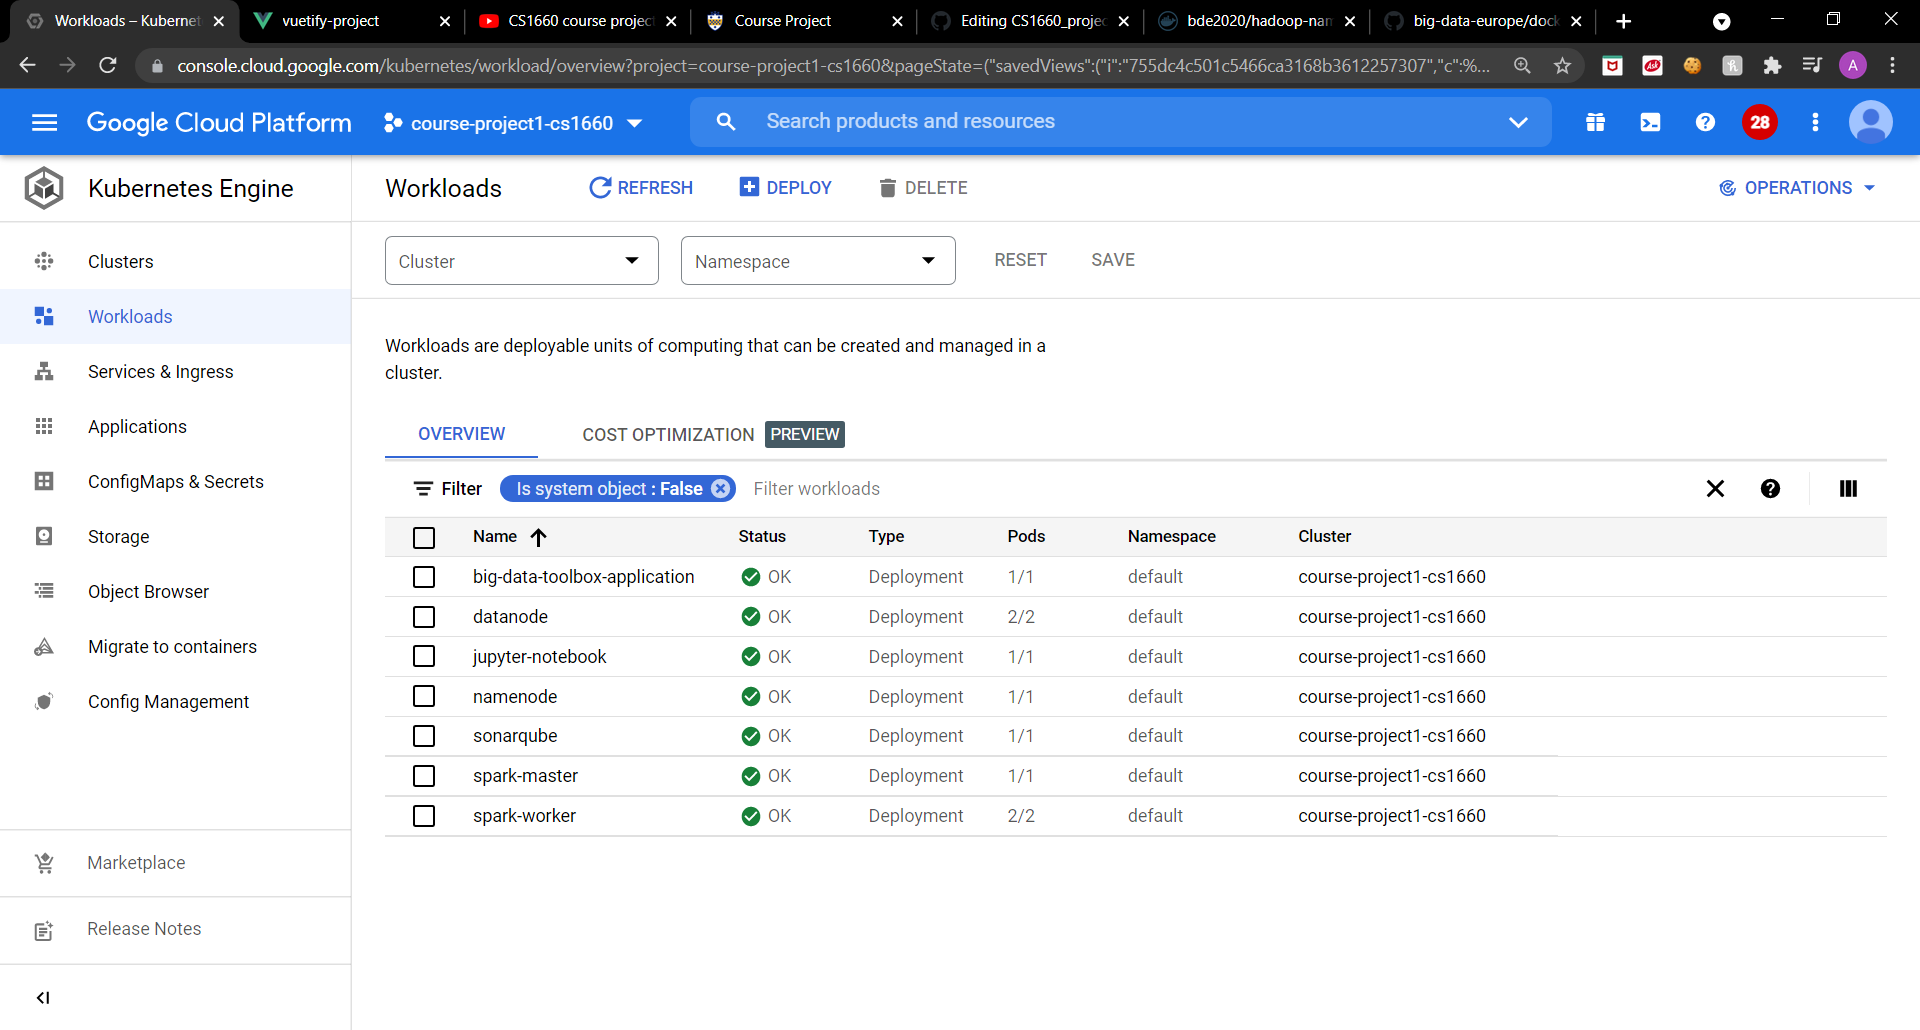 Workloads – Kubernet
vuetify-project
CS1660 course project
Course Project
Editing CS1660_projec
bde2020/hadoop-nam
big-data-europe/dock
console.cloud.google.com/kubernetes/workload/overview?project=course-project1-cs1660&pageState=("savedViews":("i":"755dc4c501c5466ca3168b3612257307","c":%...
A
Google Cloud Platform
course-project1-cs1660
Search products and resources
28
Kubernetes Engine
Workloads
REFRESH
DEPLOY
DELETE
OPERATIONS
Clusters
Workloads
Services & Ingress
Applications
ConfigMaps & Secrets
Storage
Object Browser
Migrate to containers
Config Management
Marketplace
Release Notes
Cluster
Namespace
RESET
SAVE
Workloads are deployable units of computing that can be created and managed in a
cluster.
OVERVIEW
COST OPTIMIZATION PREVIEW
Filter
Is system object : False
Filter workloads
Name Status Type Pods Namespace Cluster
big-data-toolbox-application OK Deployment 1/1 default course-project1-cs1660
datanode OK Deployment 2/2 default course-project1-cs1660
jupyter-notebook OK Deployment 1/1 default course-project1-cs1660
namenode OK Deployment 1/1 default course-project1-cs1660
sonarqube OK Deployment 1/1 default course-project1-cs1660
spark-master OK Deployment 1/1 default course-project1-cs1660
spark-worker OK Deployment 2/2 default course-project1-cs1660